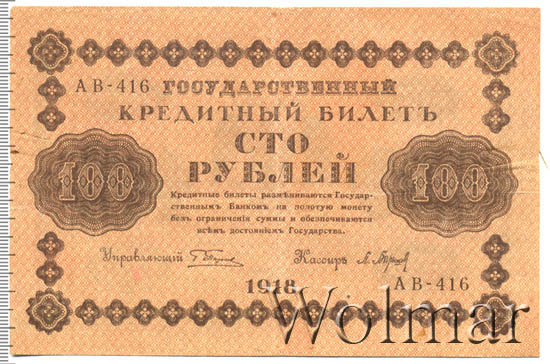 АВ-416 ГОСУДАРСТВЕННЫЙ
КРЕДИТНЫЙ БИЛЕТЪ
СТО
РУБЛЕЙ
100
100
Кредитные билеты размѣниваются Государ-
ственнымъ Банкомъ на золотую монету
безъ ограниченія суммы и обезпечиваются
всѣмъ достояніемъ Государства.
Управляющій
Кассиръ
1918
АВ-416
Wolmar